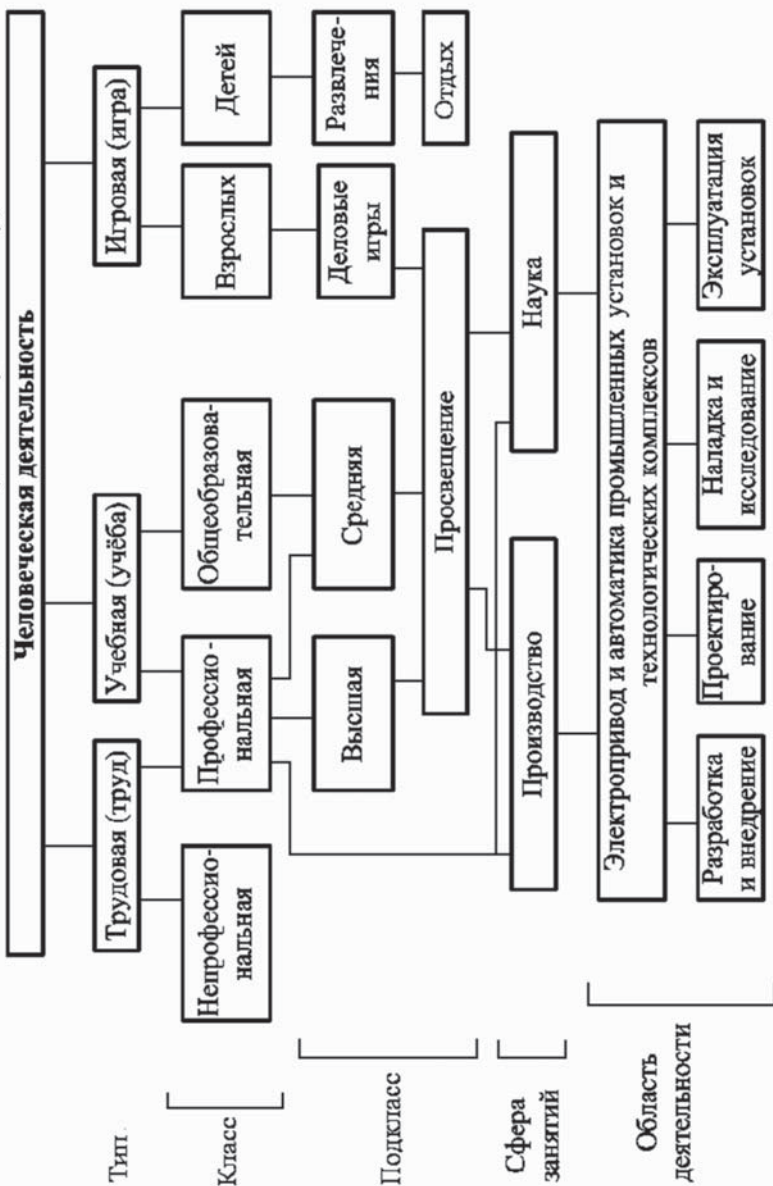 Человеческая деятельность
Тип
Трудовая (труд)
Учебная (учёба)
Игровая (игра)
Класс
Непрофессио-
нальная
Профессио-
нальная
Общеобразова-
тельная
Взрослых
Детей
Подкласс
Высшая
Средняя
Деловые
игры
Развлече-
ния
Просвещение
Отдых
Сфера
занятий
Производство
Наука
Область
деятельности
Электропривод и автоматика промышленных установок и
технологических комплексов
Разработка
и внедрение
Проектиро-
вание
Наладка и
исследование
Эксплуатация
установок